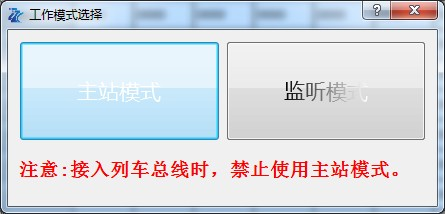 工作模式选择
主站模式
监听模式
注意:接入列车总线时，禁止使用主站模式。